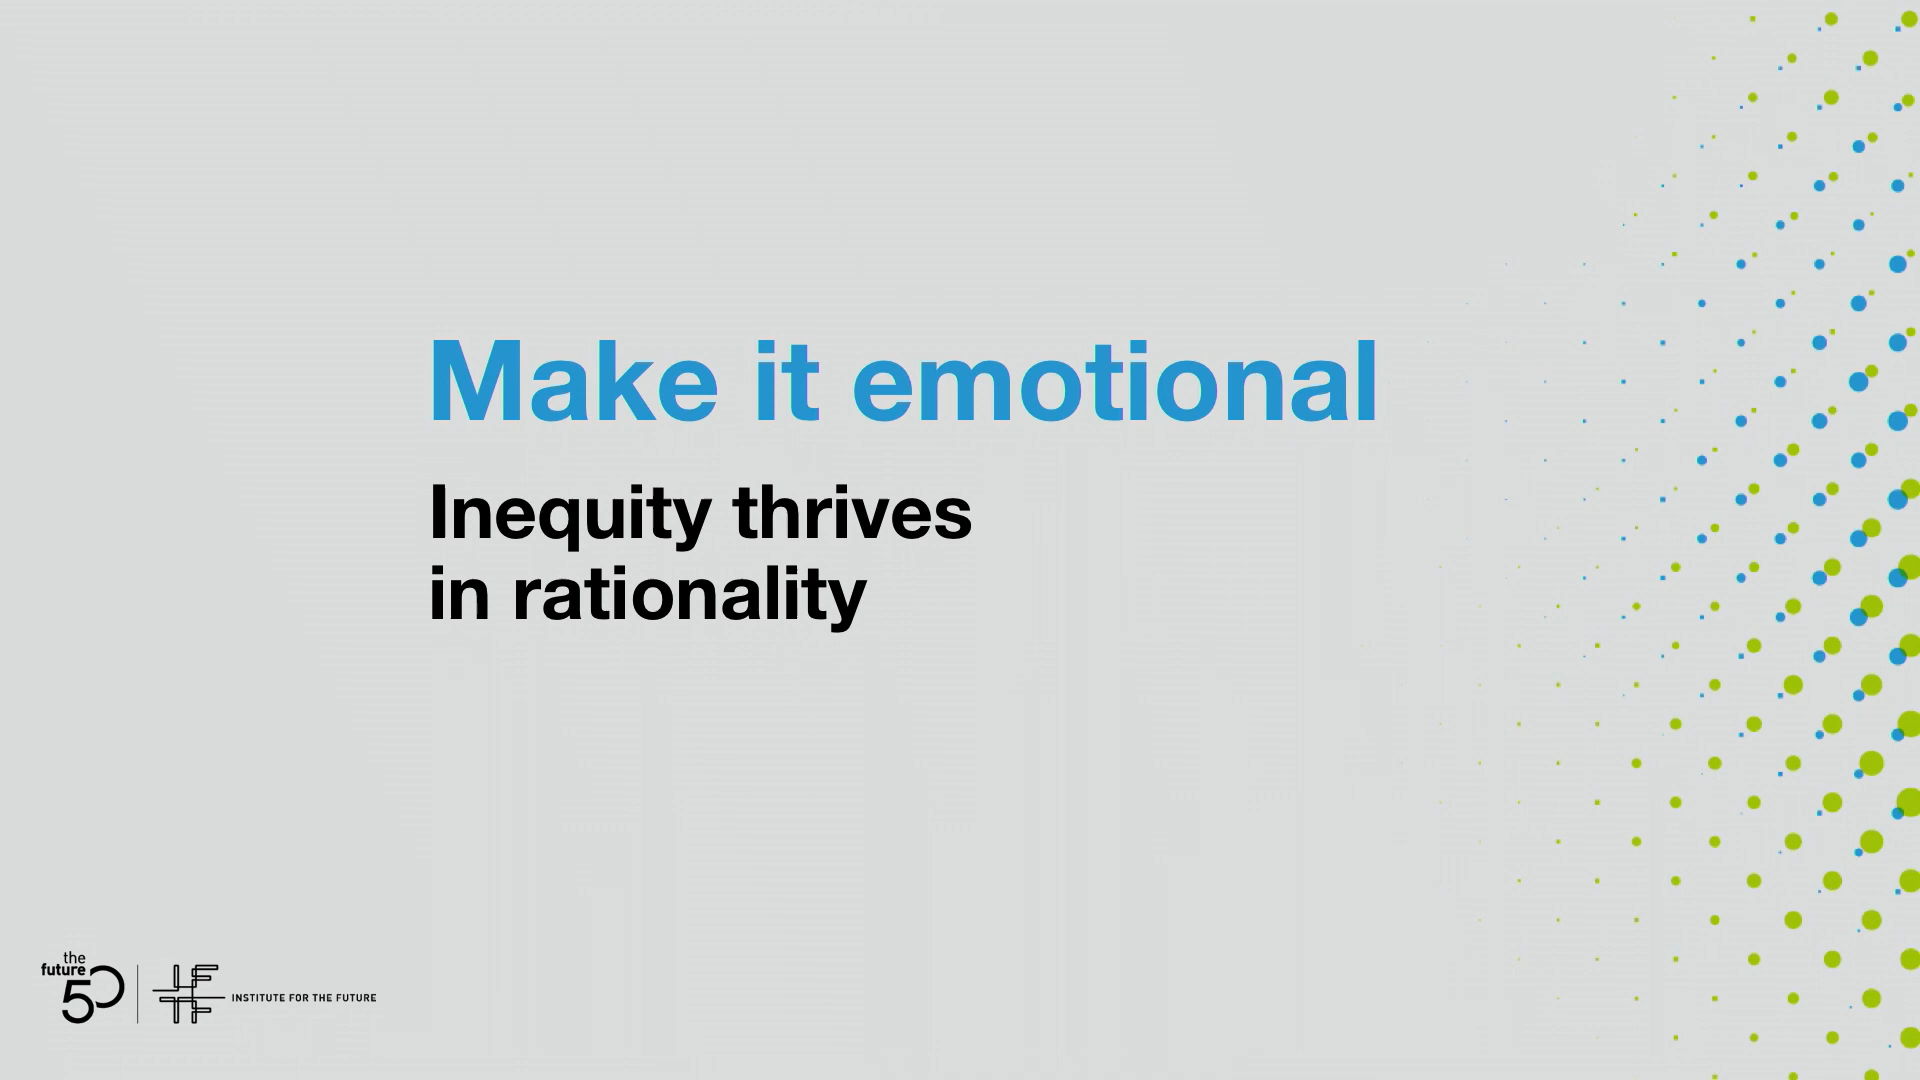 Make it emotional
Inequity thrives
in rationality
the
future
50
INSTITUTE FOR THE FUTURE